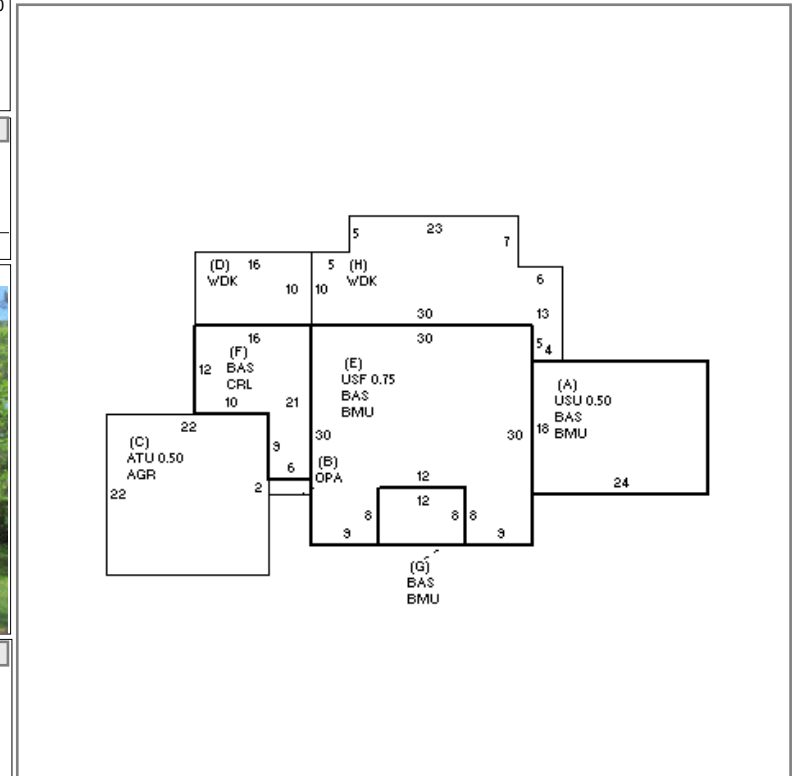 23
5
7
(D) 16
WDK
10
5 (H)
10 WDK
6
30
13
16
(F)
12 BAS
CRL
10
21
9
6
30
(E)
USF 0.75
BAS
BMU
30
30
5
4
(A)
USU 0.50
18 BAS
BMU
24
22
(C)
ATU 0.50
AGR
22
2
(B)
OPA
12
12
8
8
8
9
9
(G)
BAS
BMU